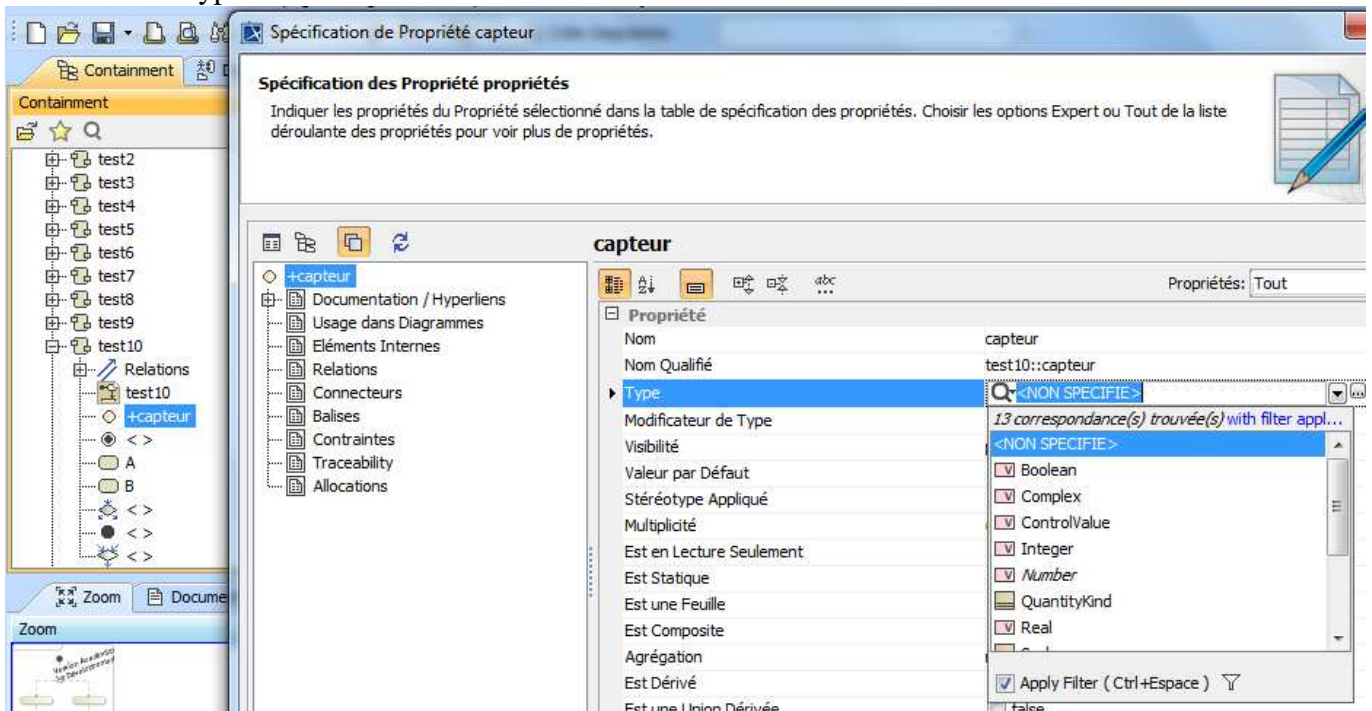 Spécification de Propriété capteur
Containment
Containment
test2
test3
test4
test5
test6
test7
test8
test9
test10
Relations
test10
+capteur
< >
A
B
< >
< >
< >
Zoom
Docume
Zoom
Spécification des Propriété propriétés
Indiquer les propriétés du Propriété sélectionné dans la table de spécification des propriétés. Choisir les options Expert ou Tout de la liste
déroulante des propriétés pour voir plus de propriétés.
+capteur
Documentation / Hyperliens
Usage dans Diagrammes
Eléments Internes
Relations
Connecteurs
Balises
Contraintes
Traceability
Allocations
capteur
Propriétés: Tout
Propriété
Nom capteur
Nom Qualifié test10::capteur
Type <NON SPECIFIE>
Modificateur de Type
Visibilité
Valeur par Défaut
Stéréotype Appliqué
Multiplicité
Est en Lecture Seulement
Est Statique
Est une Feuille
Est Composite
Agrégation
Est Dérivé
Est une Union Dérivée false
13 correspondance(s) trouvée(s) with filter appl...
<NON SPECIFIE>
Boolean
Complex
ControlValue
Integer
Number
QuantityKind
Real
Apply Filter ( Ctrl+Espace )